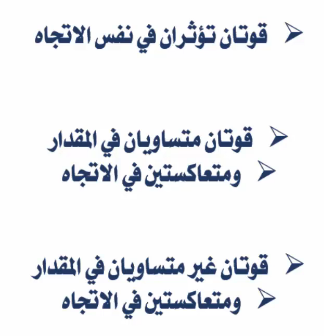 قوتان تؤثران في نفس الاتجاه
قوتان متساويان في المقدار
ومتعاكستين في الاتجاه
قوتان غير متساويان في المقدار
ومتعاكستين في الاتجاه